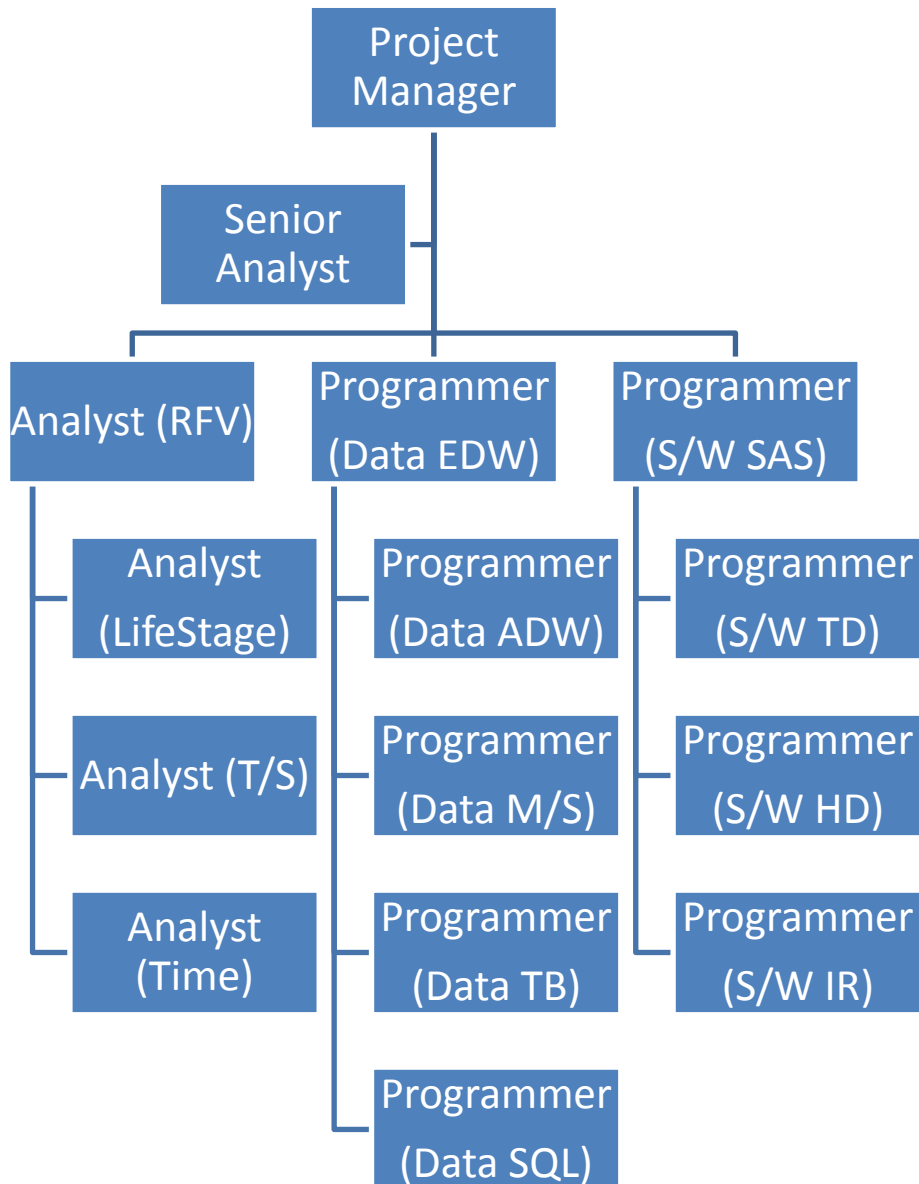 Project
Manager
Senior
Analyst
Analyst (RFV)
Programmer
(Data EDW)
Programmer
(S/W SAS)
Analyst
(LifeStage)
Programmer
(Data ADW)
Programmer
(S/W TD)
Analyst (T/S)
Programmer
(Data M/S)
Programmer
(S/W HD)
Analyst
(Time)
Programmer
(Data TB)
Programmer
(S/W IR)
Programmer
(Data SQL)